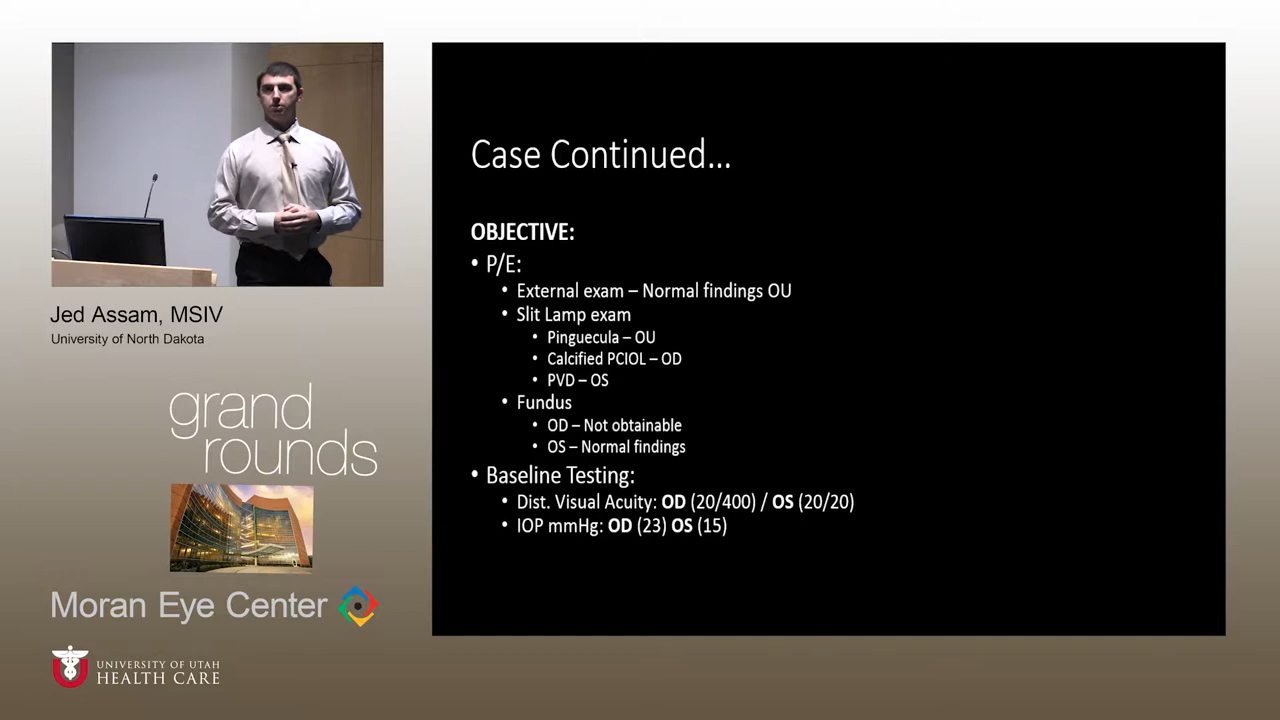 Jed Assam, MSIV
University of North Dakota
grand
rounds
Moran Eye Center
UNIVERSITY OF UTAH
HEALTH CARE
Case Continued...
OBJECTIVE:
• P/E:
• External exam – Normal findings OU
• Slit Lamp exam
• Pinguecula – OU
• Calcified PCIOL – OD
• PVD – OS
• Fundus
• OD – Not obtainable
• OS – Normal findings
• Baseline Testing:
• Dist. Visual Acuity: OD (20/400) / OS (20/20)
• IOP mmHg: OD (23) OS (15)